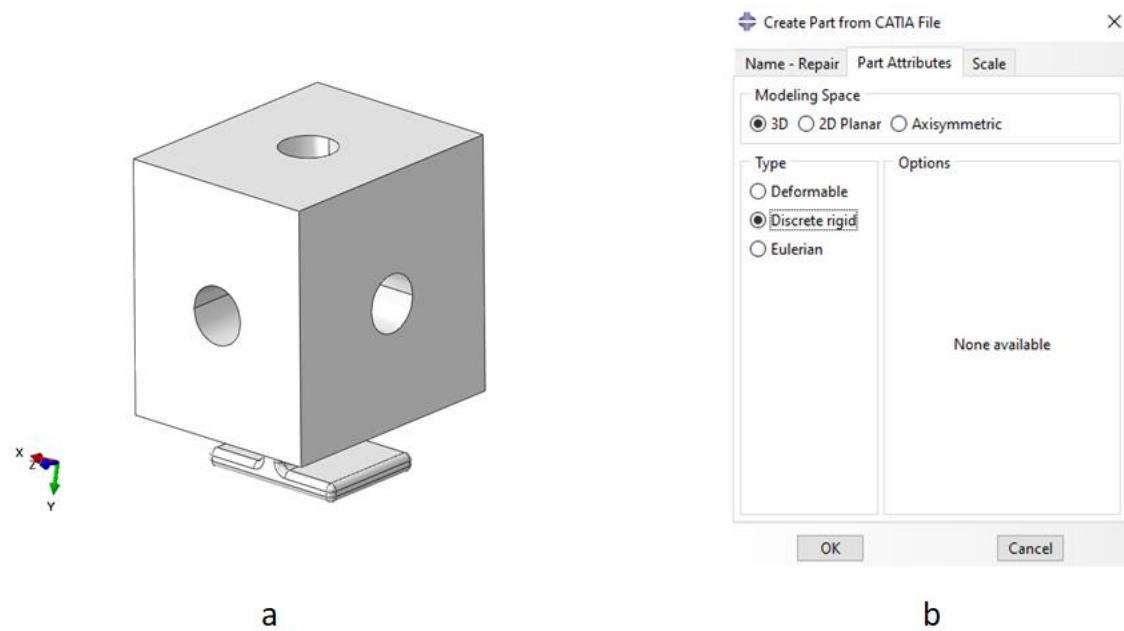 Create Part from CATIA File
Name - Repair Part Attributes Scale
Modeling Space
3D 2D Planar Axisymmetric
Type Options
Deformable
Discrete rigid
Eulerian
None available
OK Cancel
X
Z
Y
a b